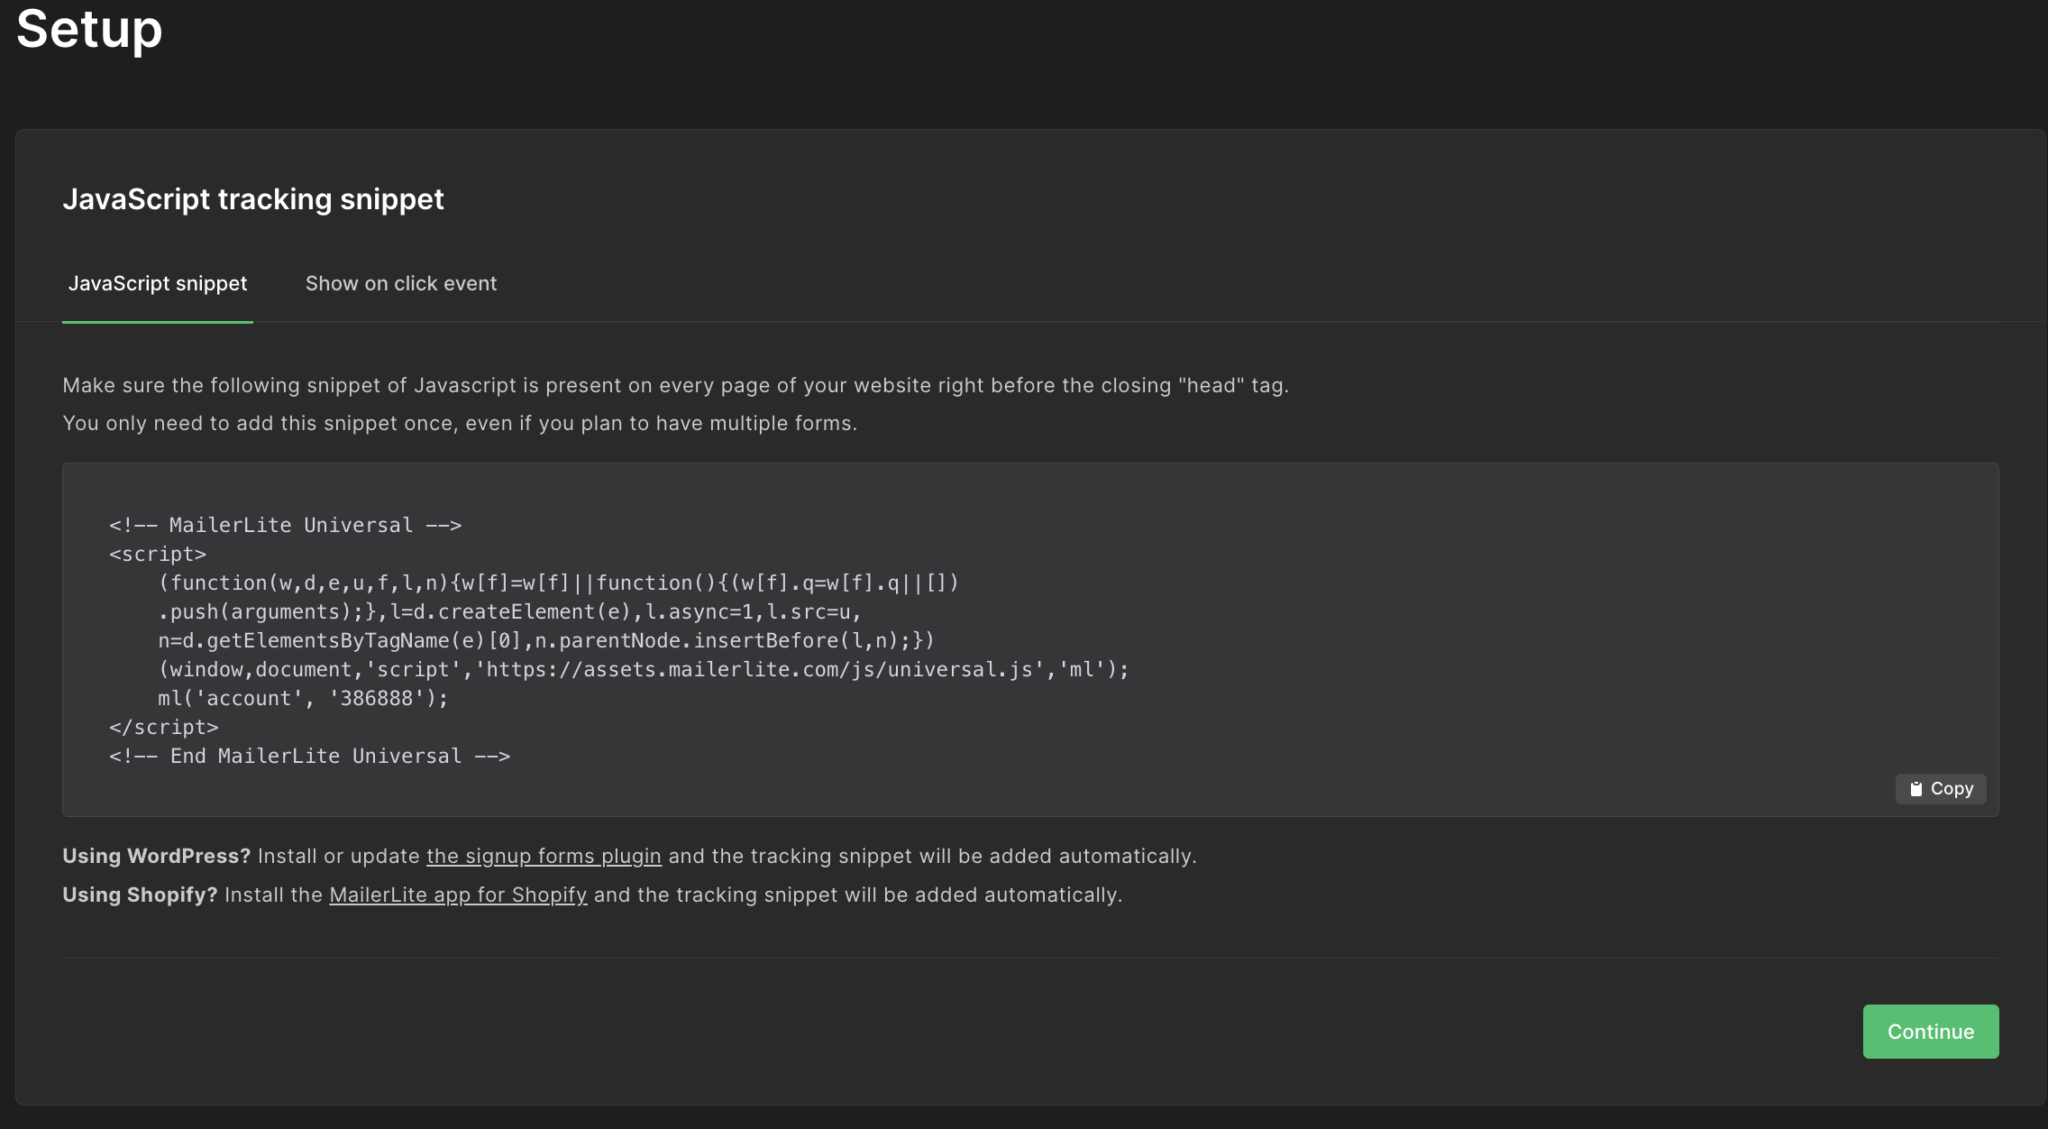 Setup
JavaScript tracking snippet
JavaScript snippet
Show on click event
Make sure the following snippet of Javascript is present on every page of your website right before the closing "head" tag.
You only need to add this snippet once, even if you plan to have multiple forms.
<!-- MailerLite Universal -->
<script>
(function(w,d,e,u,f,l,n){w[f]=w[f]||function(){(w[f].q=w[f].q||[])
.push(arguments);},l=d.createElement(e),l.async=1,l.src=u,
n=d.getElementsByTagName(e)[0],n.parentNode.insertBefore(l,n);})
(window,document,'script','https://assets.mailerlite.com/js/universal.js','ml');
ml('account', '386888');
</script>
<!-- End MailerLite Universal -->
Copy
Using WordPress? Install or update the signup forms plugin and the tracking snippet will be added automatically.
Using Shopify? Install the MailerLite app for Shopify and the tracking snippet will be added automatically.
Continue